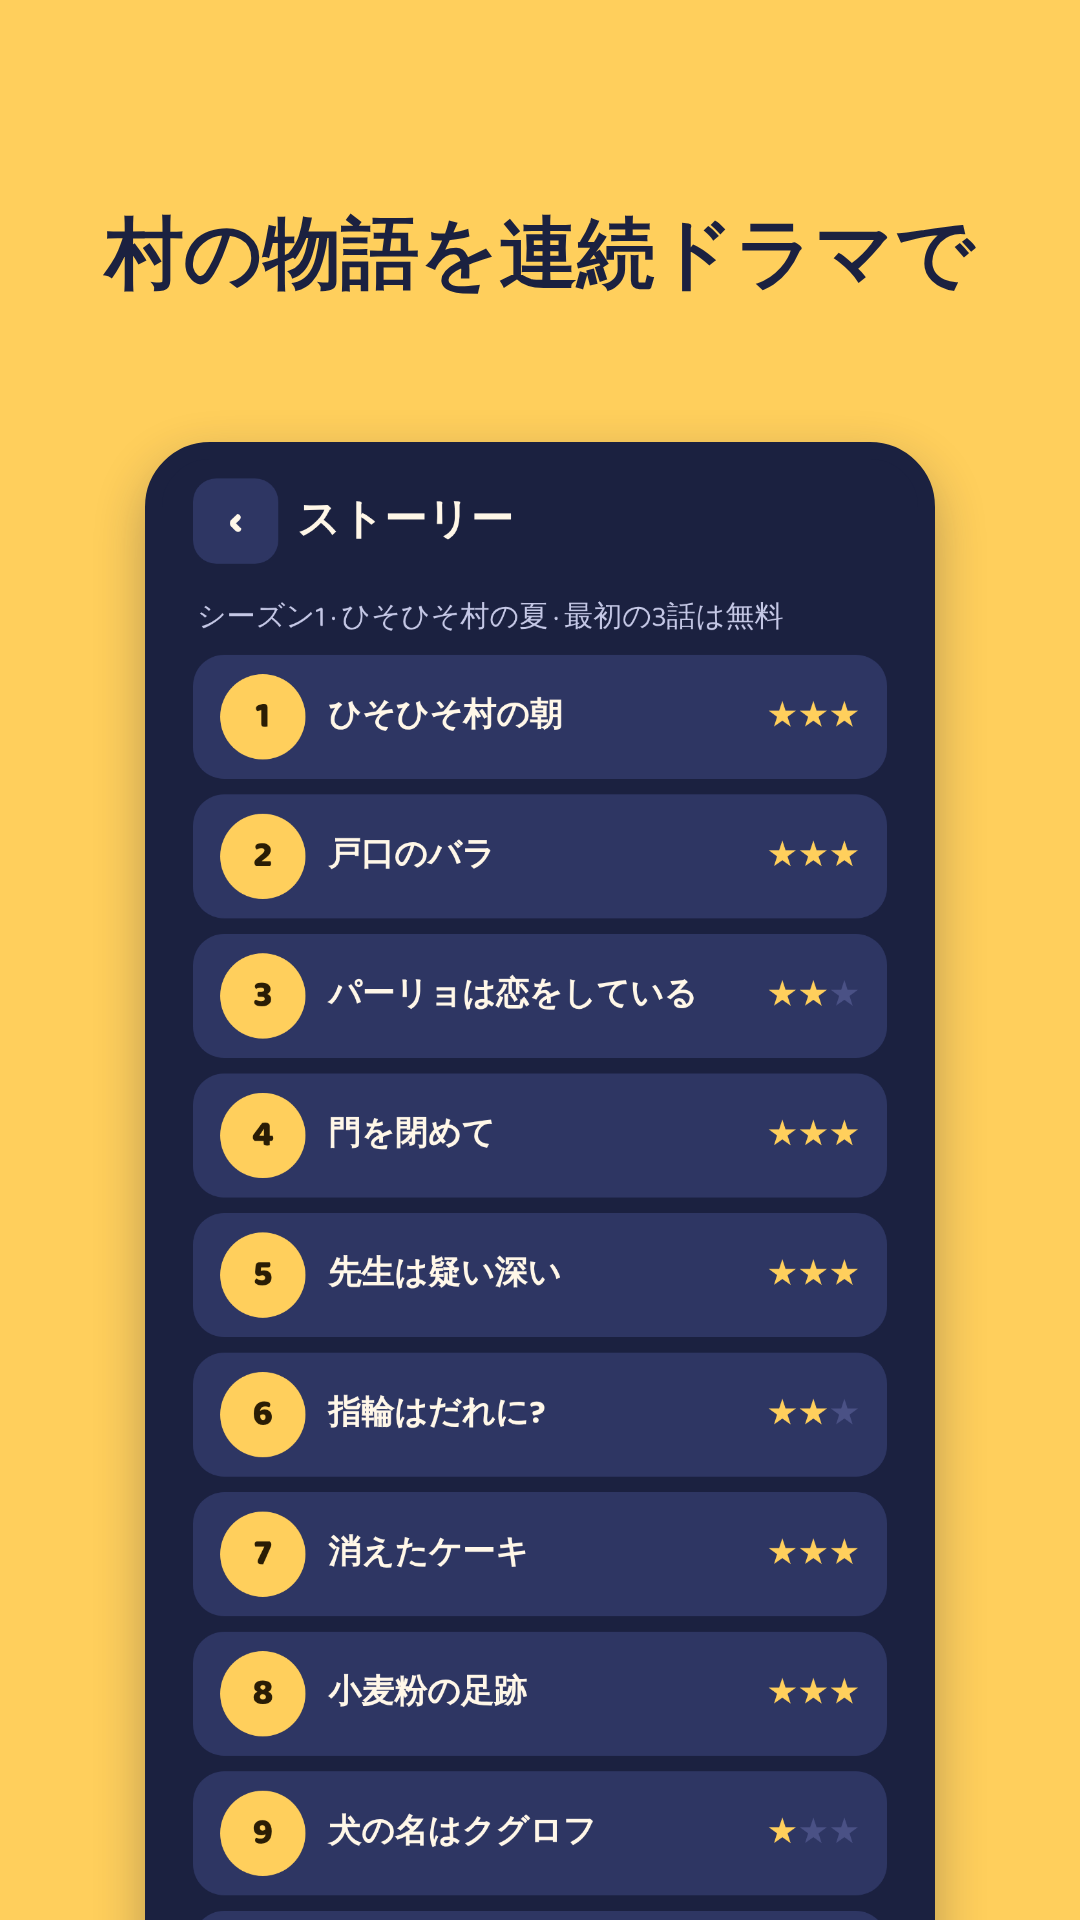 村の物語を連続ドラマで
‹ ストーリー
シーズン1 · ひそひそ村の夏 · 最初の3話は無料
1 ひそひそ村の朝 ★★★
2 戸口のバラ ★★★
3 パーリョは恋をしている ★★★
4 門を閉めて ★★★
5 先生は疑い深い ★★★
6 指輪はだれに? ★★★
7 消えたケーキ ★★★
8 小麦粉の足跡 ★★★
9 犬の名はクグロフ ★★★